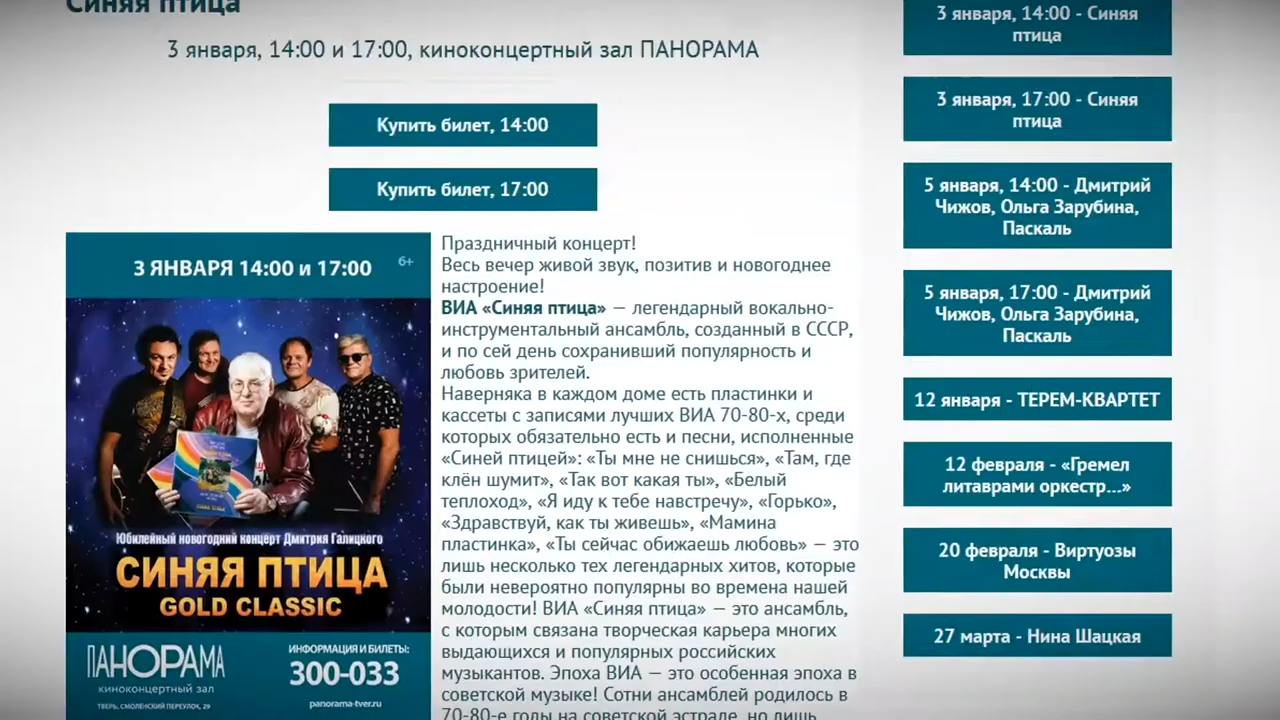 Синяя птица
3 января, 14:00 и 17:00, киноконцертный зал ПАНОРАМА
Купить билет, 14:00
Купить билет, 17:00
3 ЯНВАРЯ 14:00 и 17:00
6+
Юбилейный новогодний концерт Дмитрия Галицкого
СИНЯЯ ПТИЦА
GOLD CLASSIC
ПАНОРАМА
киноконцертный зал
ТВЕРЬ, СМОЛЕНСКИЙ ПЕРЕУЛОК, 29
ИНФОРМАЦИЯ И БИЛЕТЫ:
300-033
panorama-tver.ru
Праздничный концерт!
Весь вечер живой звук, позитив и новогоднее
настроение!
ВИА «Синяя птица» — легендарный вокально-
инструментальный ансамбль, созданный в СССР,
и по сей день сохранивший популярность и
любовь зрителей.
Наверняка в каждом доме есть пластинки и
кассеты с записями лучших ВИА 70-80-х, среди
которых обязательно есть и песни, исполненные
«Синей птицей»: «Ты мне не снишься», «Там, где
клён шумит», «Так вот какая ты», «Белый
теплоход», «Я иду к тебе навстречу», «Горько»,
«Здравствуй, как ты живешь», «Мамина
пластинка», «Ты сейчас обижаешь любовь» — это
лишь несколько тех легендарных хитов, которые
были невероятно популярны во времена нашей
молодости! ВИА «Синяя птица» — это ансамбль,
с которым связана творческая карьера многих
выдающихся и популярных российских
музыкантов. Эпоха ВИА — это особенная эпоха в
советской музыке! Сотни ансамблей родилось в
70-80-е годы на советской эстраде, но лишь
3 января, 14:00 - Синяя
птица
3 января, 17:00 - Синяя
птица
5 января, 14:00 - Дмитрий
Чижов, Ольга Зарубина,
Паскаль
5 января, 17:00 - Дмитрий
Чижов, Ольга Зарубина,
Паскаль
12 января - ТЕРЕМ-КВАРТЕТ
12 февраля - «Гремел
литаврами оркестр...»
20 февраля - Виртуозы
Москвы
27 марта - Нина Шацкая